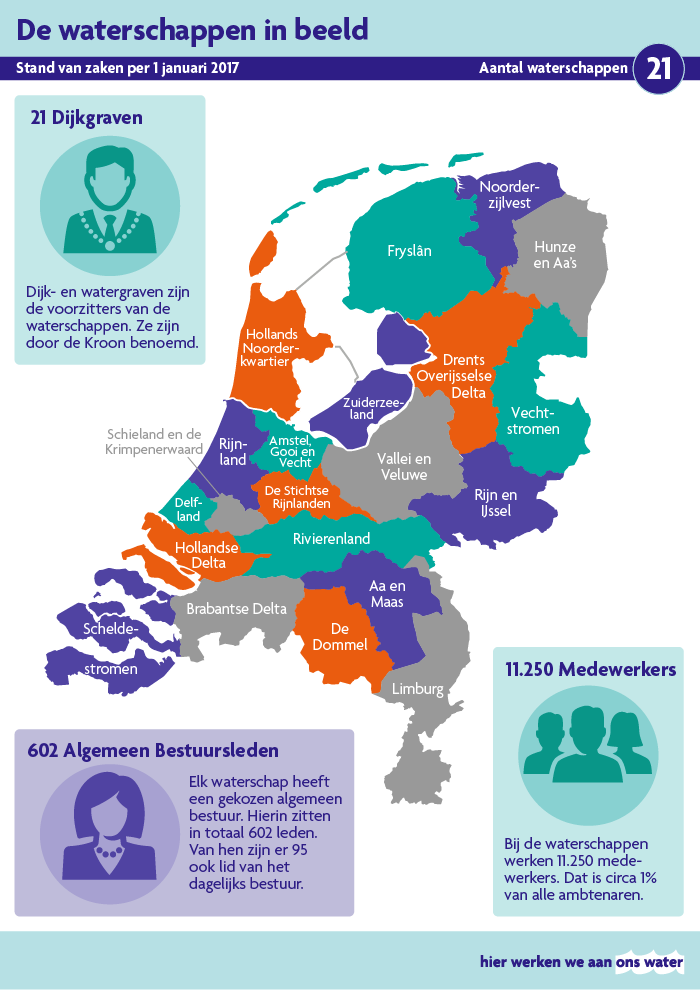 De waterschappen in beeld
Stand van zaken per 1 januari 2017
Aantal waterschappen 21
21 Dijkgraven
Dijk- en watergraven zijn
de voorzitters van de
waterschappen. Ze zijn
door de Kroon benoemd.
Noorder-
zijlvest
Fryslân
Hunze
en Aa's
Hollands
Noorder-
kwartier
Drents
Overijsselse
Delta
Zuiderzee-
land
Vecht-
stromen
Schieland en de
Krimpenerwaard
Rijn-
land
Amstel,
Gooi en
Vecht
Vallei en
Veluwe
De Stichtse
Rijnlanden
Rijn en
IJssel
Delf-
land
Rivierenland
Hollandse
Delta
Aa en
Maas
Brabantse Delta
Schelde-
stromen
De
Dommel
Limburg
11.250 Medewerkers
Bij de waterschappen
werken 11.250 mede-
werkers. Dat is circa 1%
van alle ambtenaren.
602 Algemeen Bestuursleden
Elk waterschap heeft
een gekozen algemeen
bestuur. Hierin zitten
in totaal 602 leden.
Van hen zijn er 95
ook lid van het
dagelijks bestuur.
hier werken we aan ons water